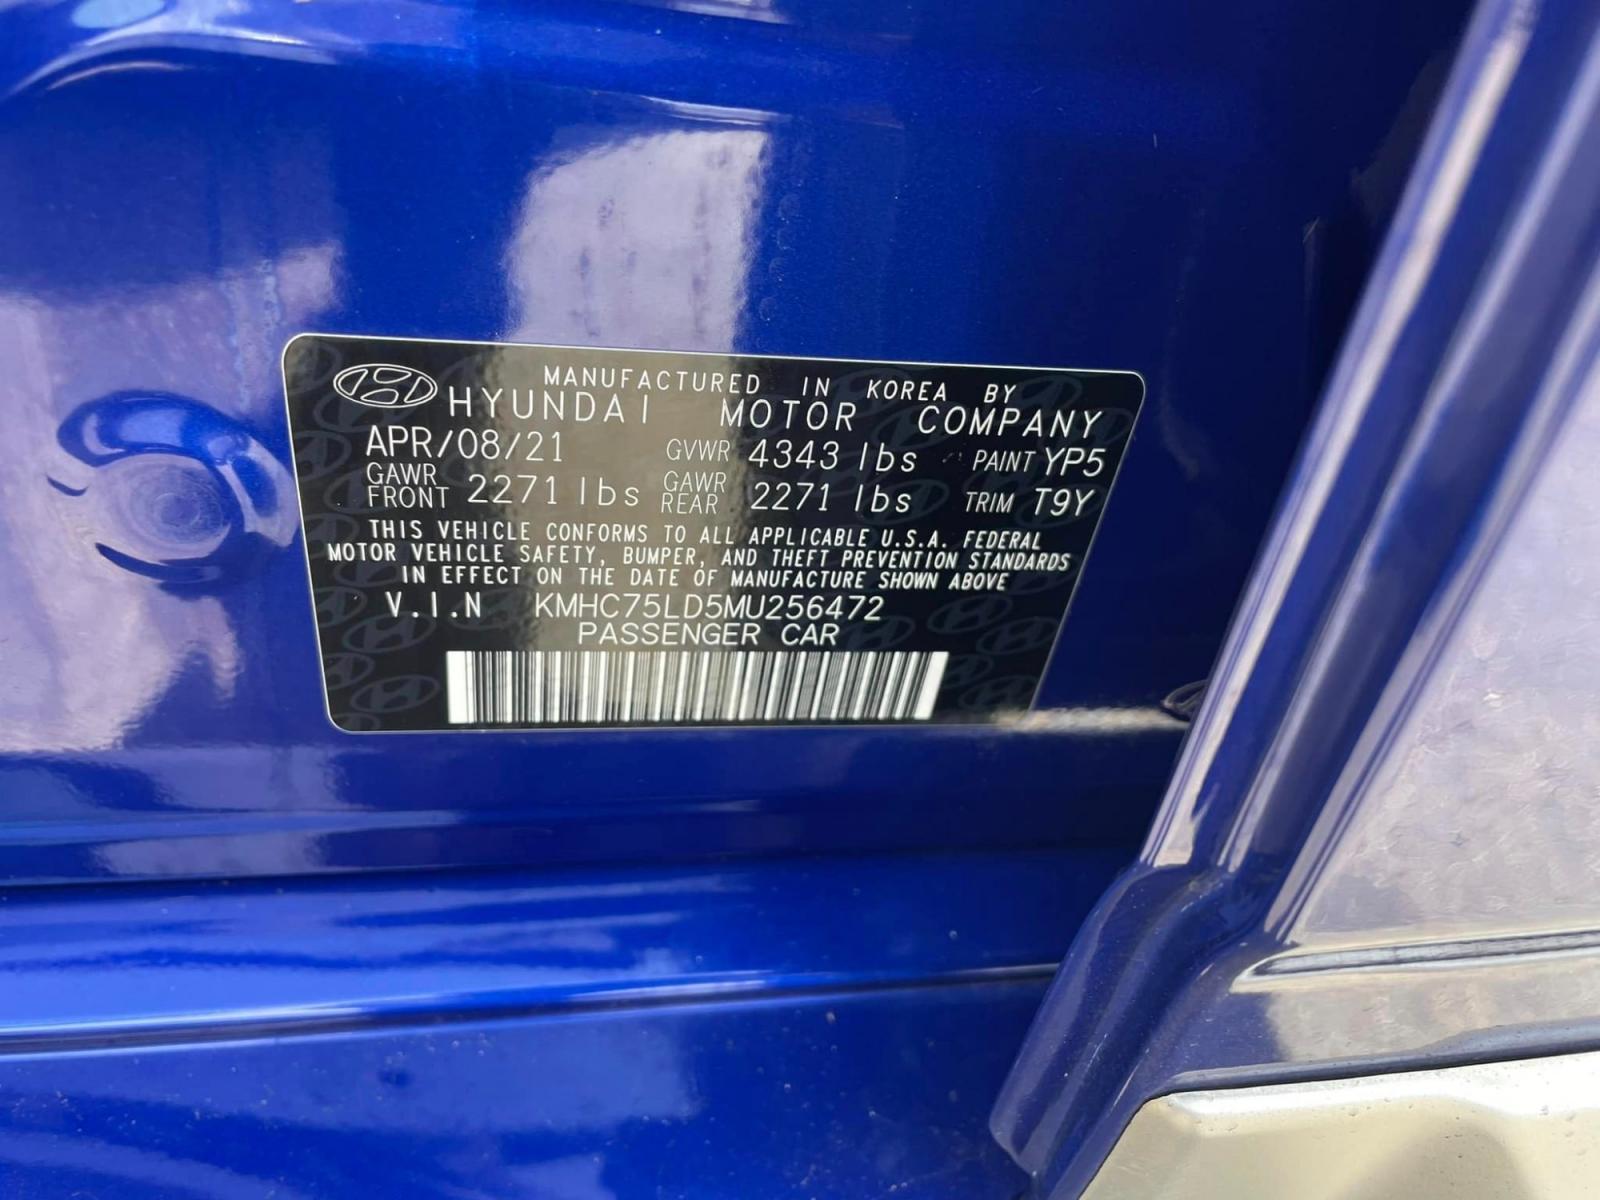 MANUFACTURED IN KOREA BY
HYUNDAI MOTOR COMPANY
APR/08/21 GVWR 4343 lbs PAINT YP5
GAWR FRONT 2271 lbs GAWR REAR 2271 lbs TRIM T9Y
THIS VEHICLE CONFORMS TO ALL APPLICABLE U.S.A. FEDERAL
MOTOR VEHICLE SAFETY, BUMPER, AND THEFT PREVENTION STANDARDS
IN EFFECT ON THE DATE OF MANUFACTURE SHOWN ABOVE
V.I.N KMHC75LD5MU256472
PASSENGER CAR